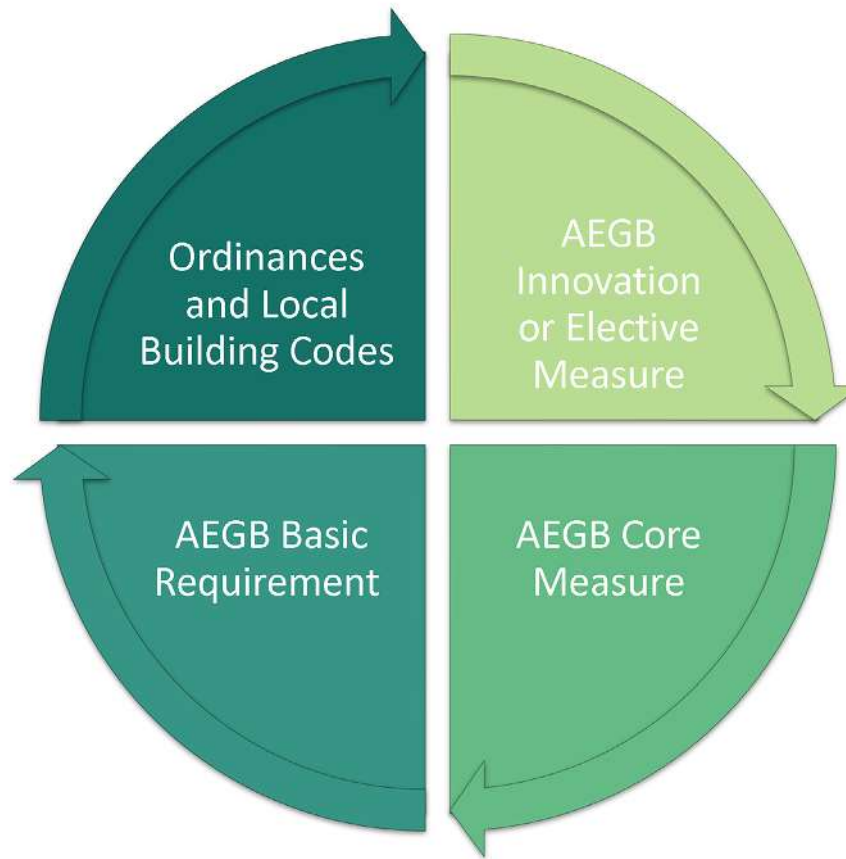 Ordinances
and Local
Building Codes
AEGB
Innovation
or Elective
Measure
AEGB Basic
Requirement
AEGB Core
Measure